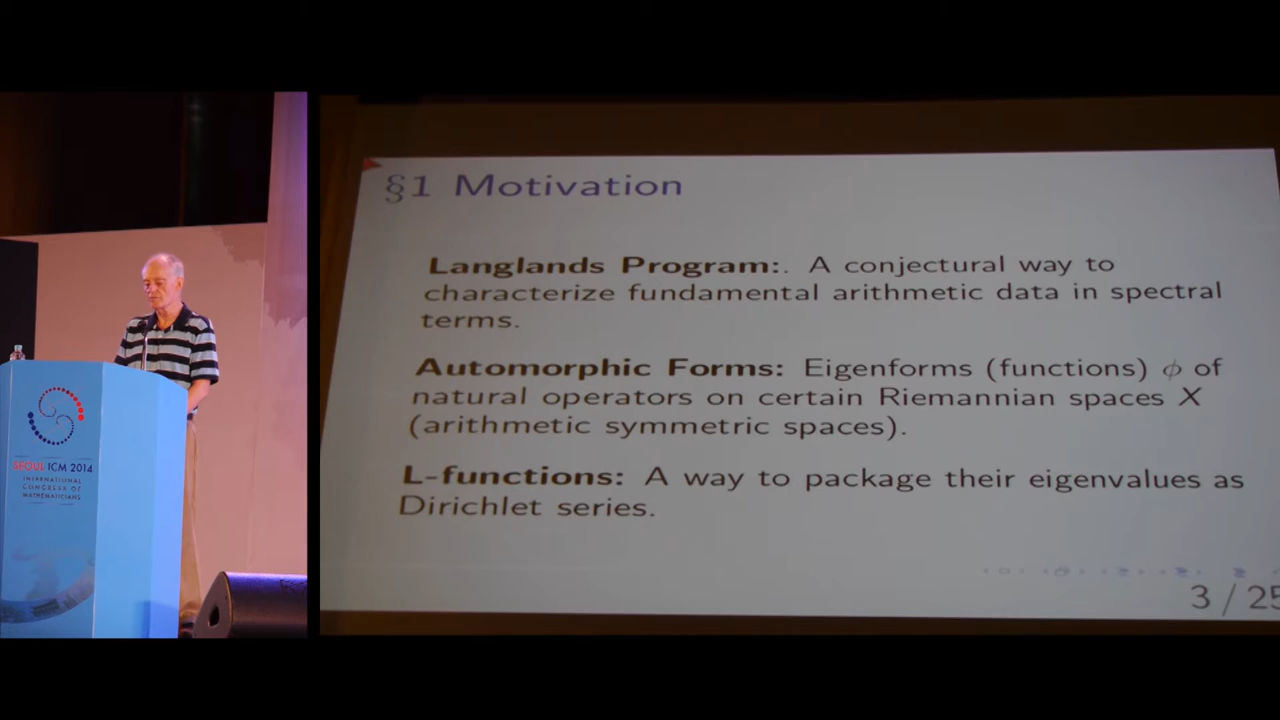 §1 Motivation
Langlands Program:. A conjectural way to
characterize fundamental arithmetic data in spectral
terms.
Automorphic Forms: Eigenforms (functions) ϕ of
natural operators on certain Riemannian spaces X
(arithmetic symmetric spaces).
L-functions: A way to package their eigenvalues as
Dirichlet series.
3 / 25
SEOUL ICM 2014
INTERNATIONAL
CONGRESS OF
MATHEMATICIANS